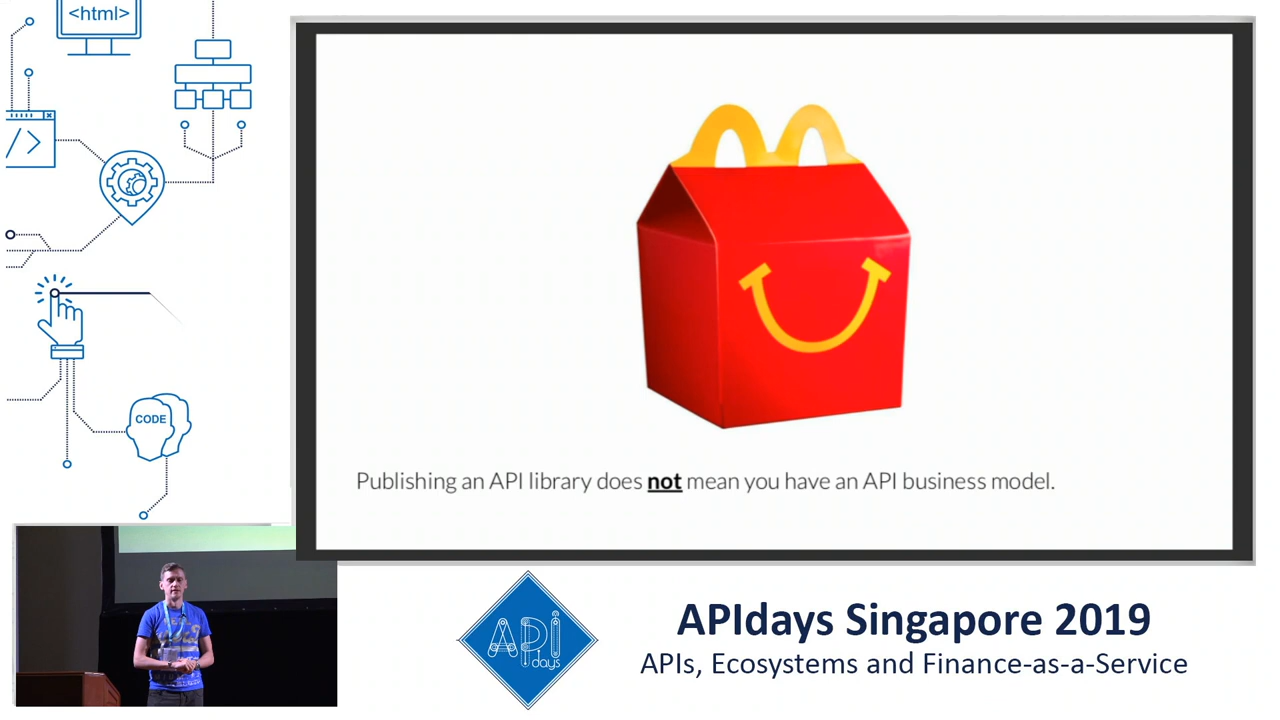 <html>
</>
CODE
Publishing an API library does not mean you have an API business model.
API
days
APIdays Singapore 2019
APIs, Ecosystems and Finance-as-a-Service